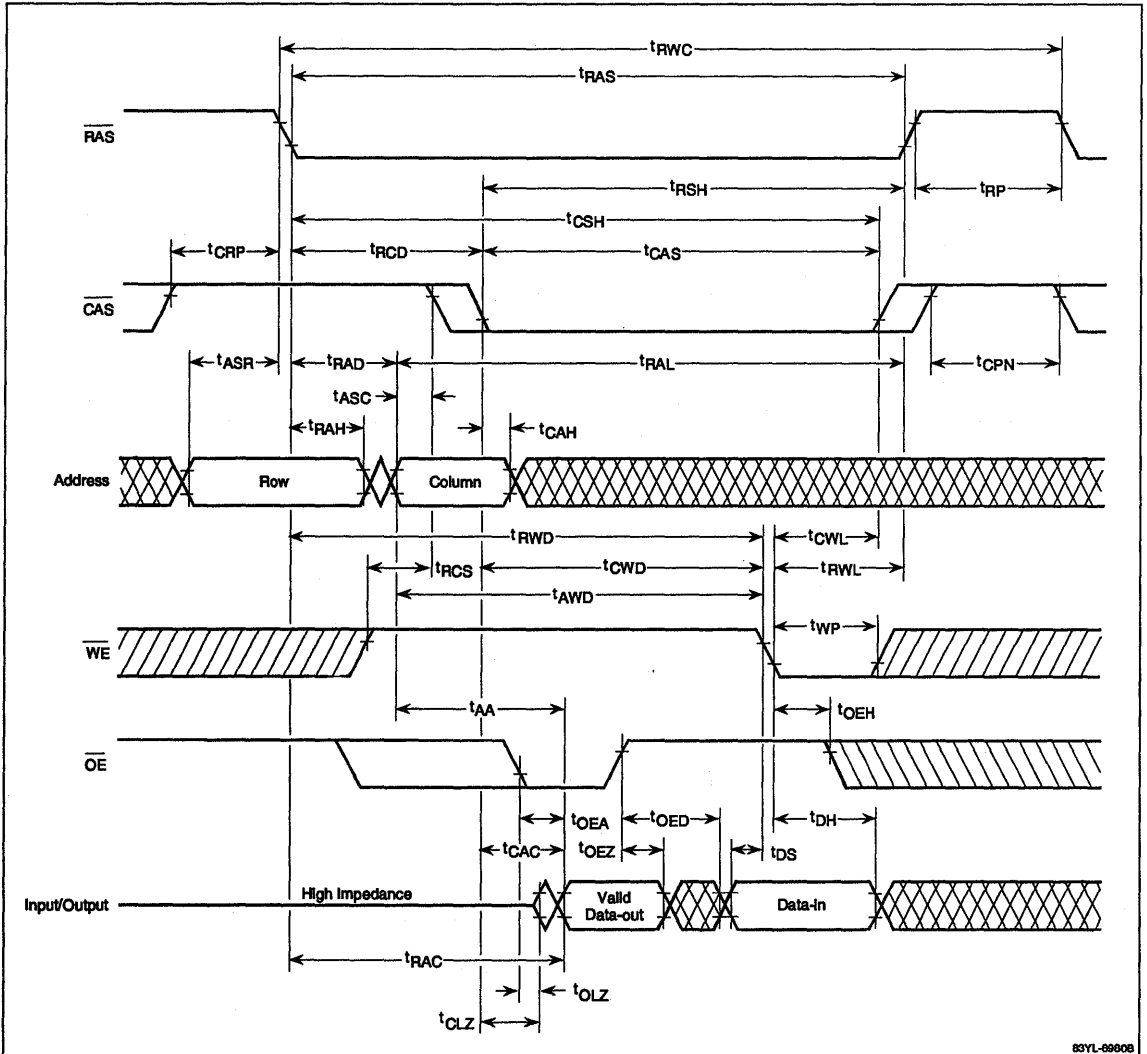 tRWC
tRAS
RAS
tRSH
tRP
tCSH
tCRP
tRCD
tCAS
CAS
tASR
tRAD
tRAL
tCPN
tASC
tRAH
tCAH
Address
Row
Column
tRWD
tCWL
tRCS
tCWD
tRWL
tAWD
WE
tWP
tAA
tOEH
OE
tOEA
tOED
tDH
tCAC
tOEZ
tDS
Input/Output
High Impedance
Valid
Data-out
Data-in
tRAC
tOLZ
tCLZ
83YL-6980B